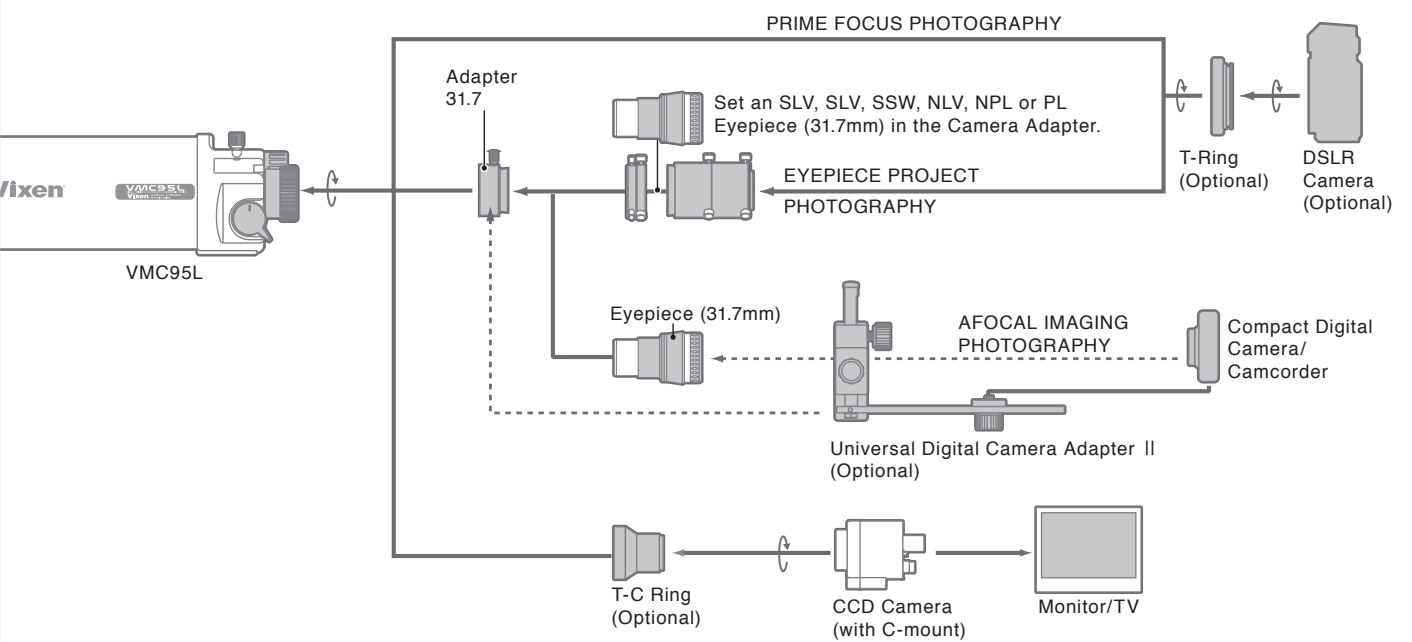 PRIME FOCUS PHOTOGRAPHY
Adapter
31.7
Set an SLV, SLV, SSW, NLV, NPL or PL
Eyepiece (31.7mm) in the Camera Adapter.
T-Ring
(Optional)
DSLR
Camera
(Optional)
EYEPIECE PROJECT
PHOTOGRAPHY
Vixen
VMC95L
Vixen
VMC95L
Eyepiece (31.7mm)
AFOCAL IMAGING
PHOTOGRAPHY
Compact Digital
Camera/
Camcorder
Universal Digital Camera Adapter II
(Optional)
T-C Ring
(Optional)
CCD Camera
(with C-mount)
Monitor/TV